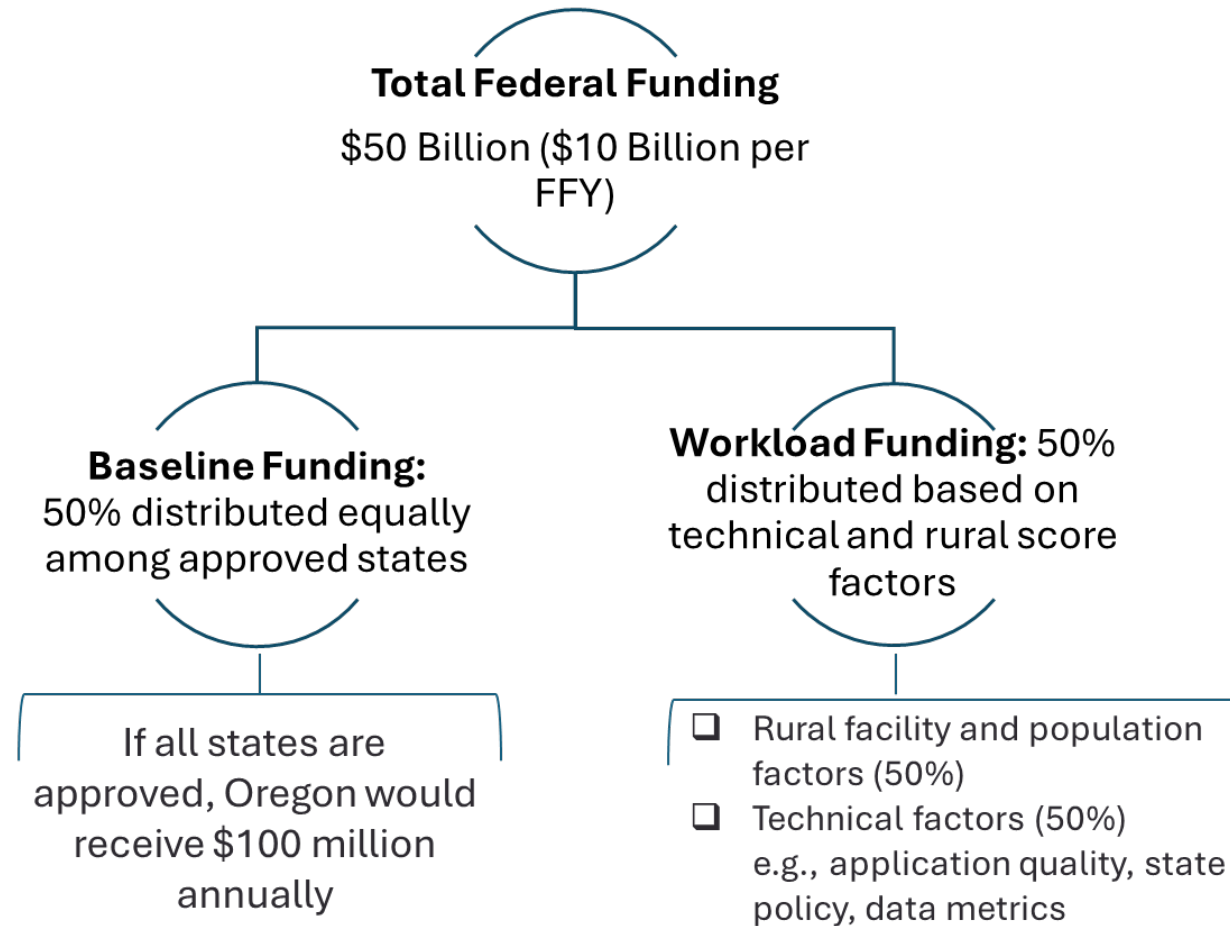 Total Federal Funding
$50 Billion ($10 Billion per
FFY)
Baseline Funding:
50% distributed equally
among approved states
Workload Funding: 50%
distributed based on
technical and rural score
factors
If all states are
approved, Oregon would
receive $100 million
annually
❑ Rural facility and population
factors (50%)
❑ Technical factors (50%)
e.g., application quality, state
policy, data metrics